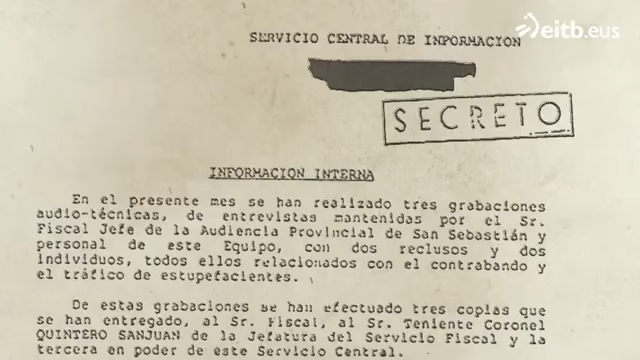 eitb.eus
SERVICIO CENTRAL DE INFORMACION
SECRETO
INFORMACION INTERNA
En el presente mes se han realizado tres grabaciones
audio-técnicas, de entrevistas mantenidas por el Sr.
Fiscal Jefe de la Audiencia Provincial de San Sebastián y
personal de este Equipo, con dos reclusos y dos
individuos, todos ellos relacionados con el contrabando y
el tráfico de estupefacientes.
De estas grabaciones se han efectuado tres copias que
se han entregado, al Sr. Fiscal, al Sr. Teniente Coronel
QUINTERO SANJUAN de la Jefatura del Servicio Fiscal y la
tercera en poder de este Servicio Central.